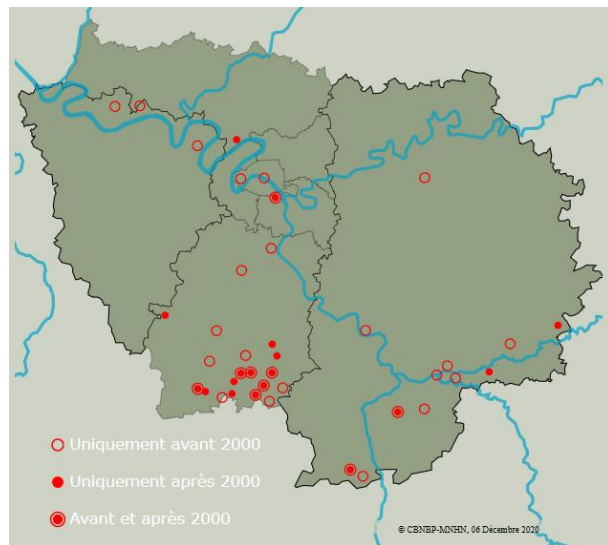 Uniquement avant 2000
Uniquement après 2000
Avant et après 2000
© CBNBP-MNHN, 06 Décembre 2020